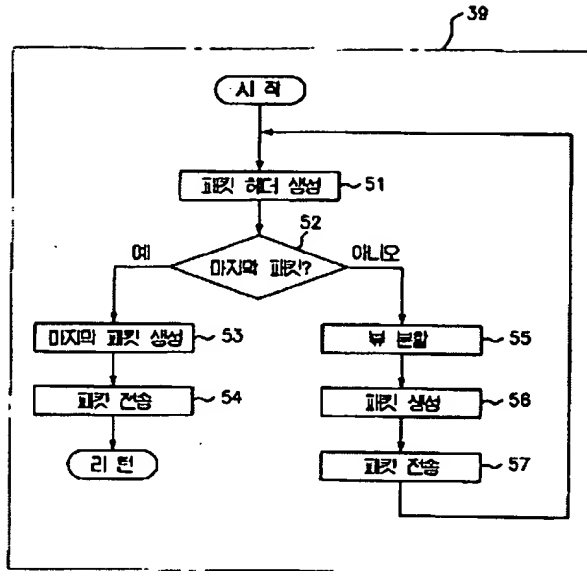 39
시 작
패킷 헤더 생성
51
52
예
마지막 패킷?
아니오
마지막 패킷 생성
53
뷰 분할
55
패킷 전송
54
패킷 생성
56
리 턴
패킷 전송
57